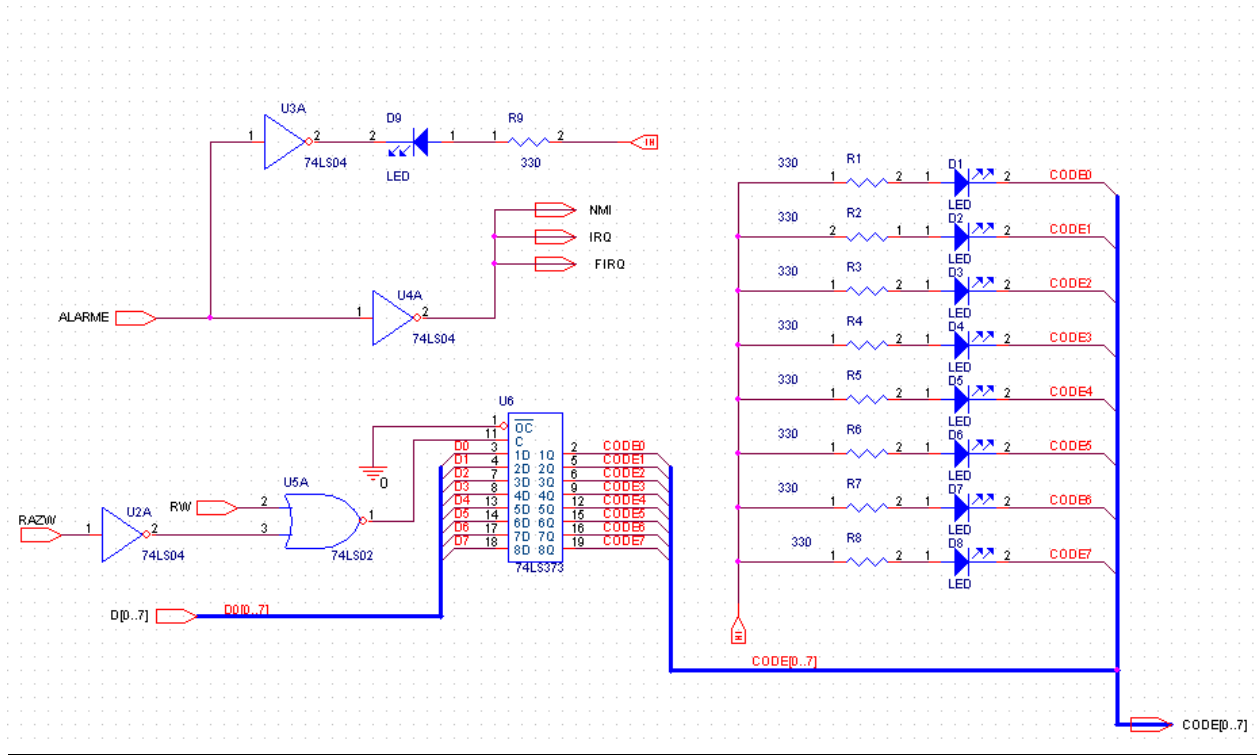 U3A
1
2
74LS04
D9
2
1
LED
R9
1
2
330
HI
NMI
IRQ
FIRQ
ALARME
U4A
1
2
74LS04
330
R1
1
2
D1
1
2
LED
CODE0
330
R2
2
1
D2
1
2
LED
CODE1
330
R3
1
2
D3
1
2
LED
CODE2
330
R4
1
2
D4
1
2
LED
CODE3
330
R5
1
2
D5
1
2
LED
CODE4
330
R6
1
2
D6
1
2
LED
CODE5
330
R7
1
2
D7
1
2
LED
CODE6
330
R8
1
2
D8
1
2
LED
CODE7
HI
U6
1 OC
11 C
D0 3 1D 1Q 2 CODE0
D1 4 2D 2Q 5 CODE1
D2 7 3D 3Q 6 CODE2
D3 8 4D 4Q 9 CODE3
D4 13 5D 5Q 12 CODE4
D5 14 6D 6Q 15 CODE5
D6 17 7D 7Q 16 CODE6
D7 18 8D 8Q 19 CODE7
74LS373
0
U5A
RW
2
3
1
74LS02
RAZW
U2A
1
2
74LS04
D[0..7]
D0[0..7]
CODE[0..7]
CODE[0..7]